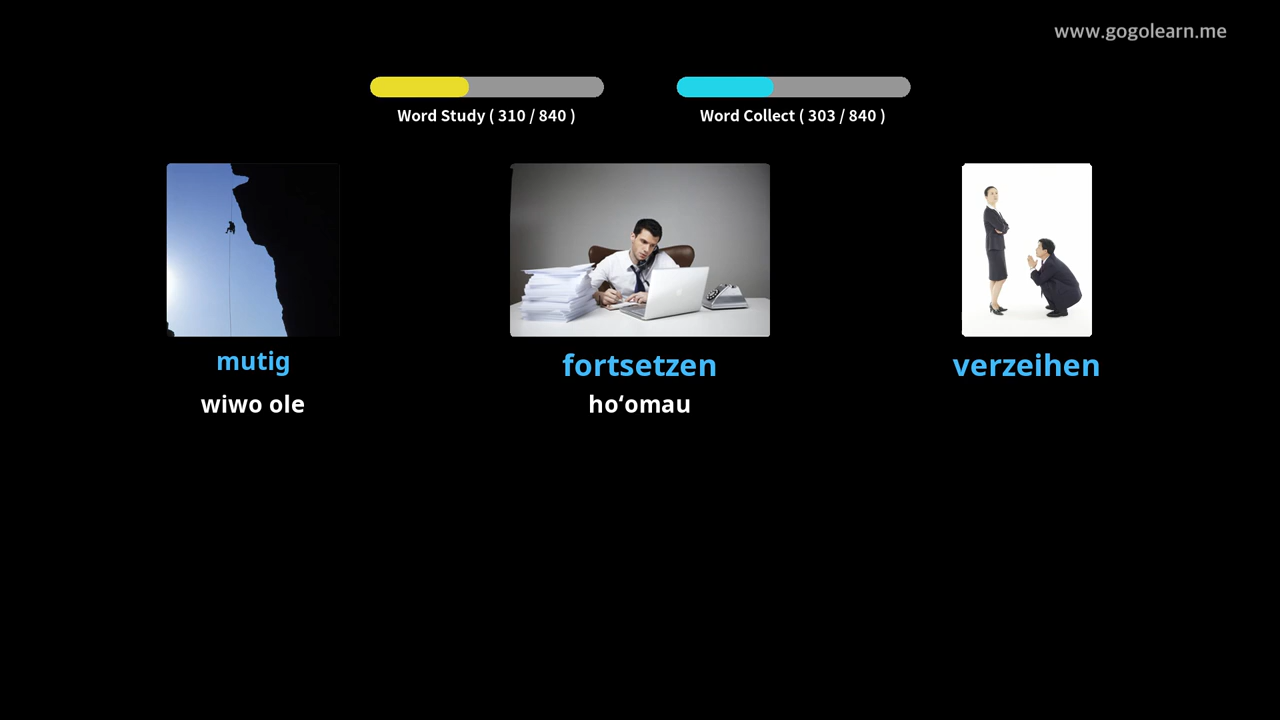 www.gogolearn.me
Word Study ( 310 / 840 )
Word Collect ( 303 / 840 )
mutig
wiwo ole
fortsetzen
hoʻomau
verzeihen